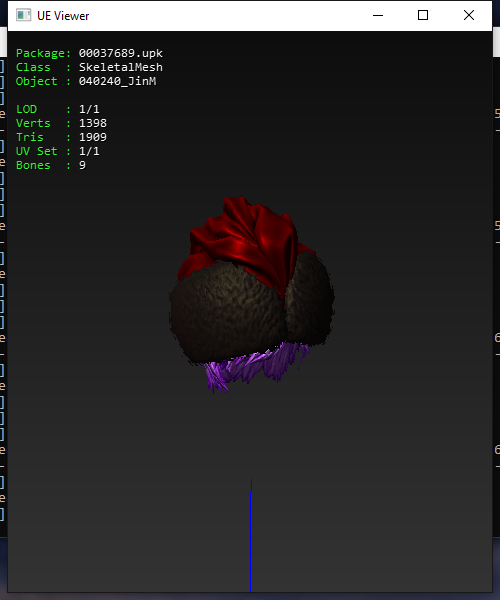 UE Viewer
Package: 00037689.upk
Class : SkeletalMesh
Object : 040240_JinM
LOD : 1/1
Verts : 1398
Tris : 1909
UV Set : 1/1
Bones : 9